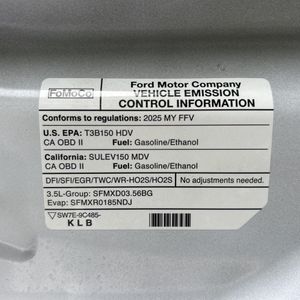 FoMoCo
Ford Motor Company
VEHICLE EMISSION
CONTROL INFORMATION
Conforms to regulations: 2025 MY FFV
U.S. EPA: T3B150 HDV
CA OBD II Fuel: Gasoline/Ethanol
California: SULEV150 MDV
CA OBD II Fuel: Gasoline/Ethanol
DFI/SFI/EGR/TWC/WR-HO2S/HO2S No adjustments needed.
3.5L-Group: SFMXD03.56BG
Evap: SFMXR0185NDJ
SW7E-9C485-
KLB